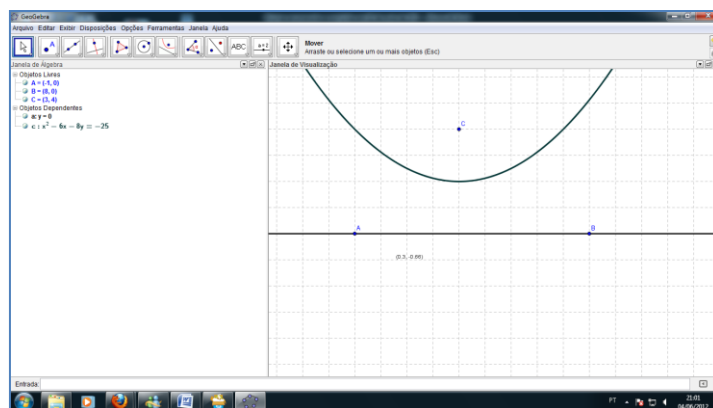 GeoGebra
Arquivo Editar Exibir Disposições Opções Ferramentas Janela Ajuda
A
ABC
a=2
Mover
Arraste ou selecione um ou mais objetos (Esc)
Janela de Álgebra
Janela de Visualização
Objetos Livres
A = (-1, 0)
B = (8, 0)
C = (3, 4)
Objetos Dependentes
a: y = 0
c : x² − 6x − 8y = −25
C
A
B
(0.3, -0.88)
Entrada:
PT
21:01
04/06/2012